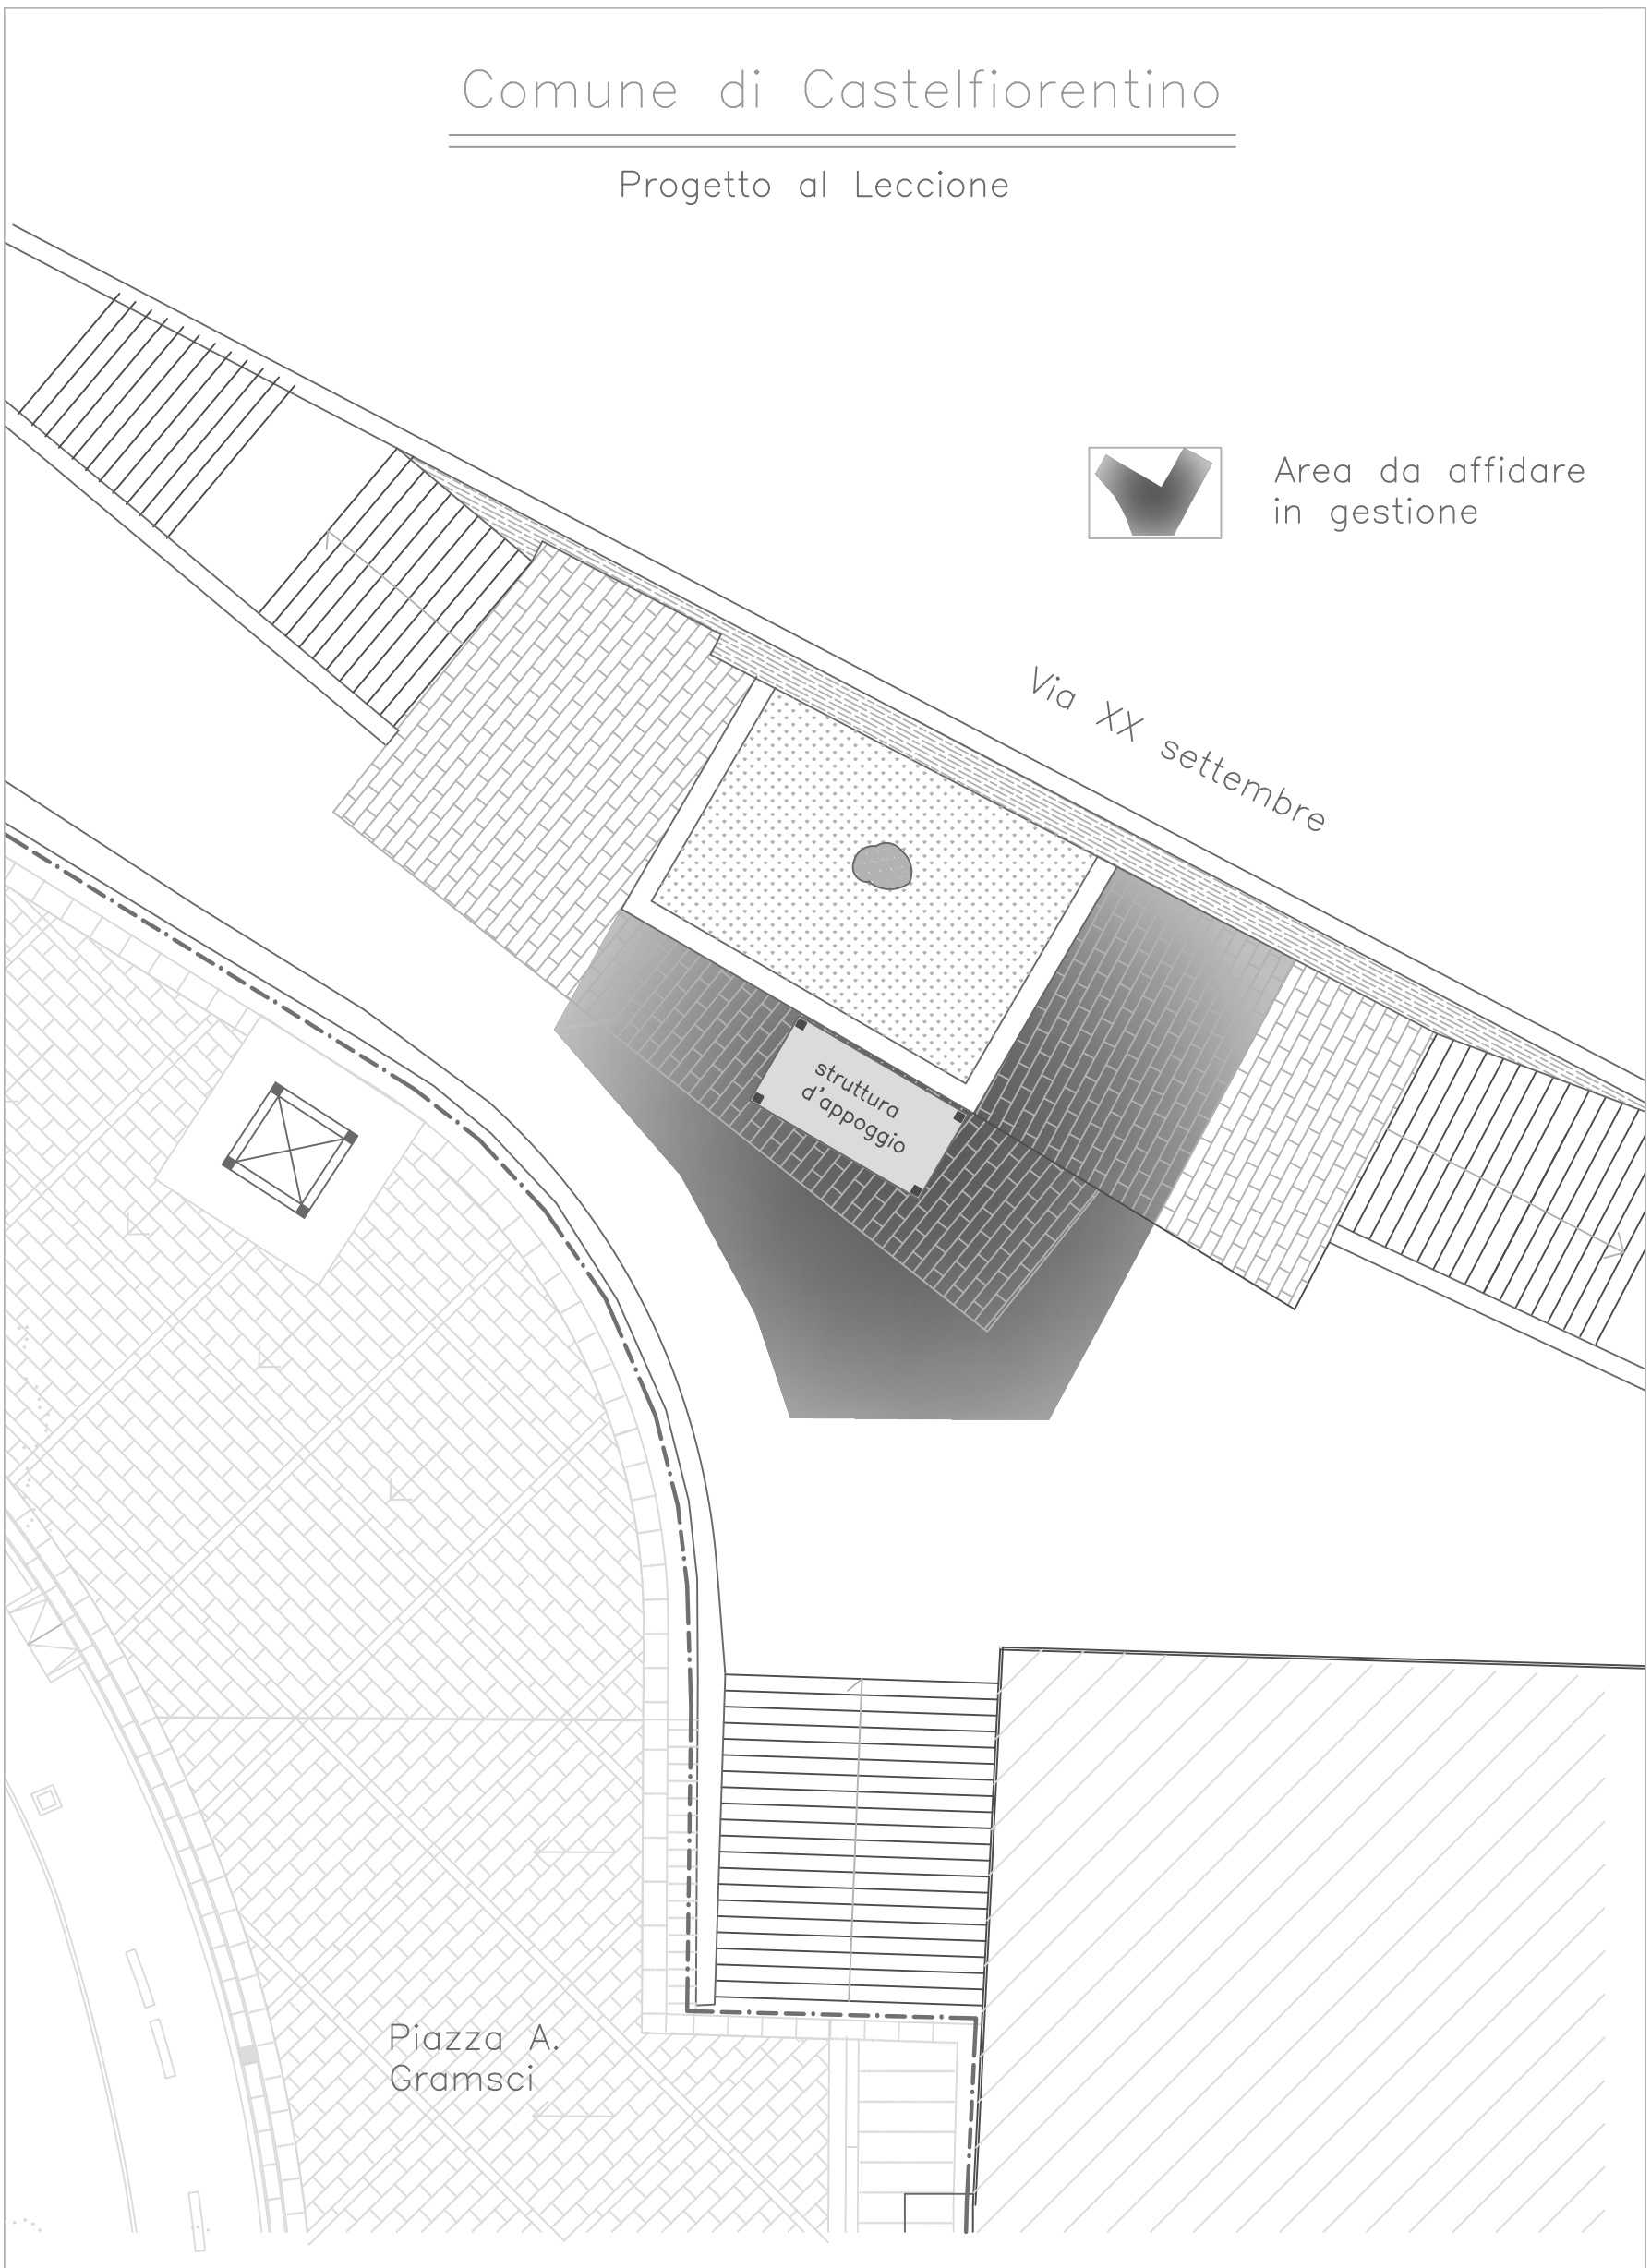 Comune di Castelfiorentino
Progetto al Leccione
Area da affidare
in gestione
Via XX settembre
struttura
d'appoggio
Piazza A.
Gramsci